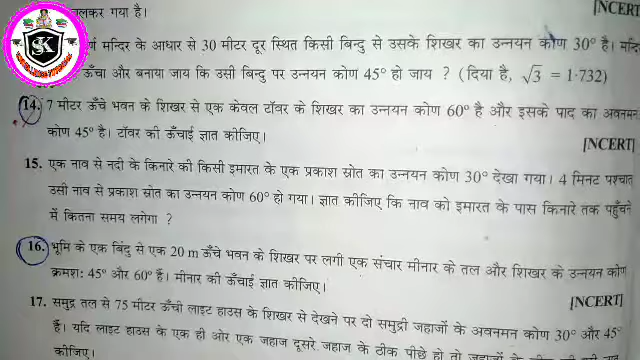 लकर गया है।
[NCERT
मन्दिर के आधार से 30 मीटर दूर स्थित किसी बिन्दु से उसके शिखर का उन्नयन कोण 30° है।
ऊँचा और बनाया जाय कि उसी बिन्दु पर उन्नयन कोण 45° हो जाय ? (दिया है, √3 = 1·732)
14. 7 मीटर ऊँचे भवन के शिखर से एक केबल टॉवर के शिखर का उन्नयन कोण 60° है और इसके पाद का अवनमन
कोण 45° है। टॉवर की ऊँचाई ज्ञात कीजिए।
[NCERT]
15. एक नाव से नदी के किनारे की किसी इमारत के एक प्रकाश स्रोत का उन्नयन कोण 30° देखा गया। 4 मिनट पश्चात्
उसी नाव से प्रकाश स्रोत का उन्नयन कोण 60° हो गया। ज्ञात कीजिए कि नाव को इमारत के पास किनारे तक पहुँचने
में कितना समय लगेगा ?
16. भूमि के एक बिंदु से एक 20 m ऊँचे भवन के शिखर पर लगी एक संचार मीनार के तल और शिखर के उन्नयन कोण
क्रमश: 45° और 60° हैं। मीनार की ऊँचाई ज्ञात कीजिए।
[NCERT]
17. समुद्र तल से 75 मीटर ऊँची लाइट हाउस के शिखर से देखने पर दो समुद्री जहाजों के अवनमन कोण 30° और 45°
हैं। यदि लाइट हाउस के एक ही ओर एक जहाज दूसरे जहाज के ठीक पीछे हो तो जहाजों के
कीजिए।